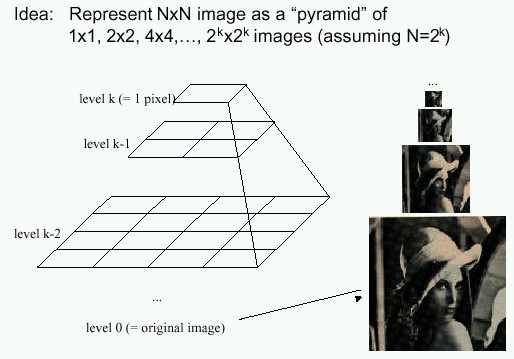 Idea: Represent NxN image as a “pyramid” of
1x1, 2x2, 4x4,…, 2ᵏx2ᵏ images (assuming N=2ᵏ)
...
level k (= 1 pixel)
level k-1
level k-2
...
level 0 (= original image)